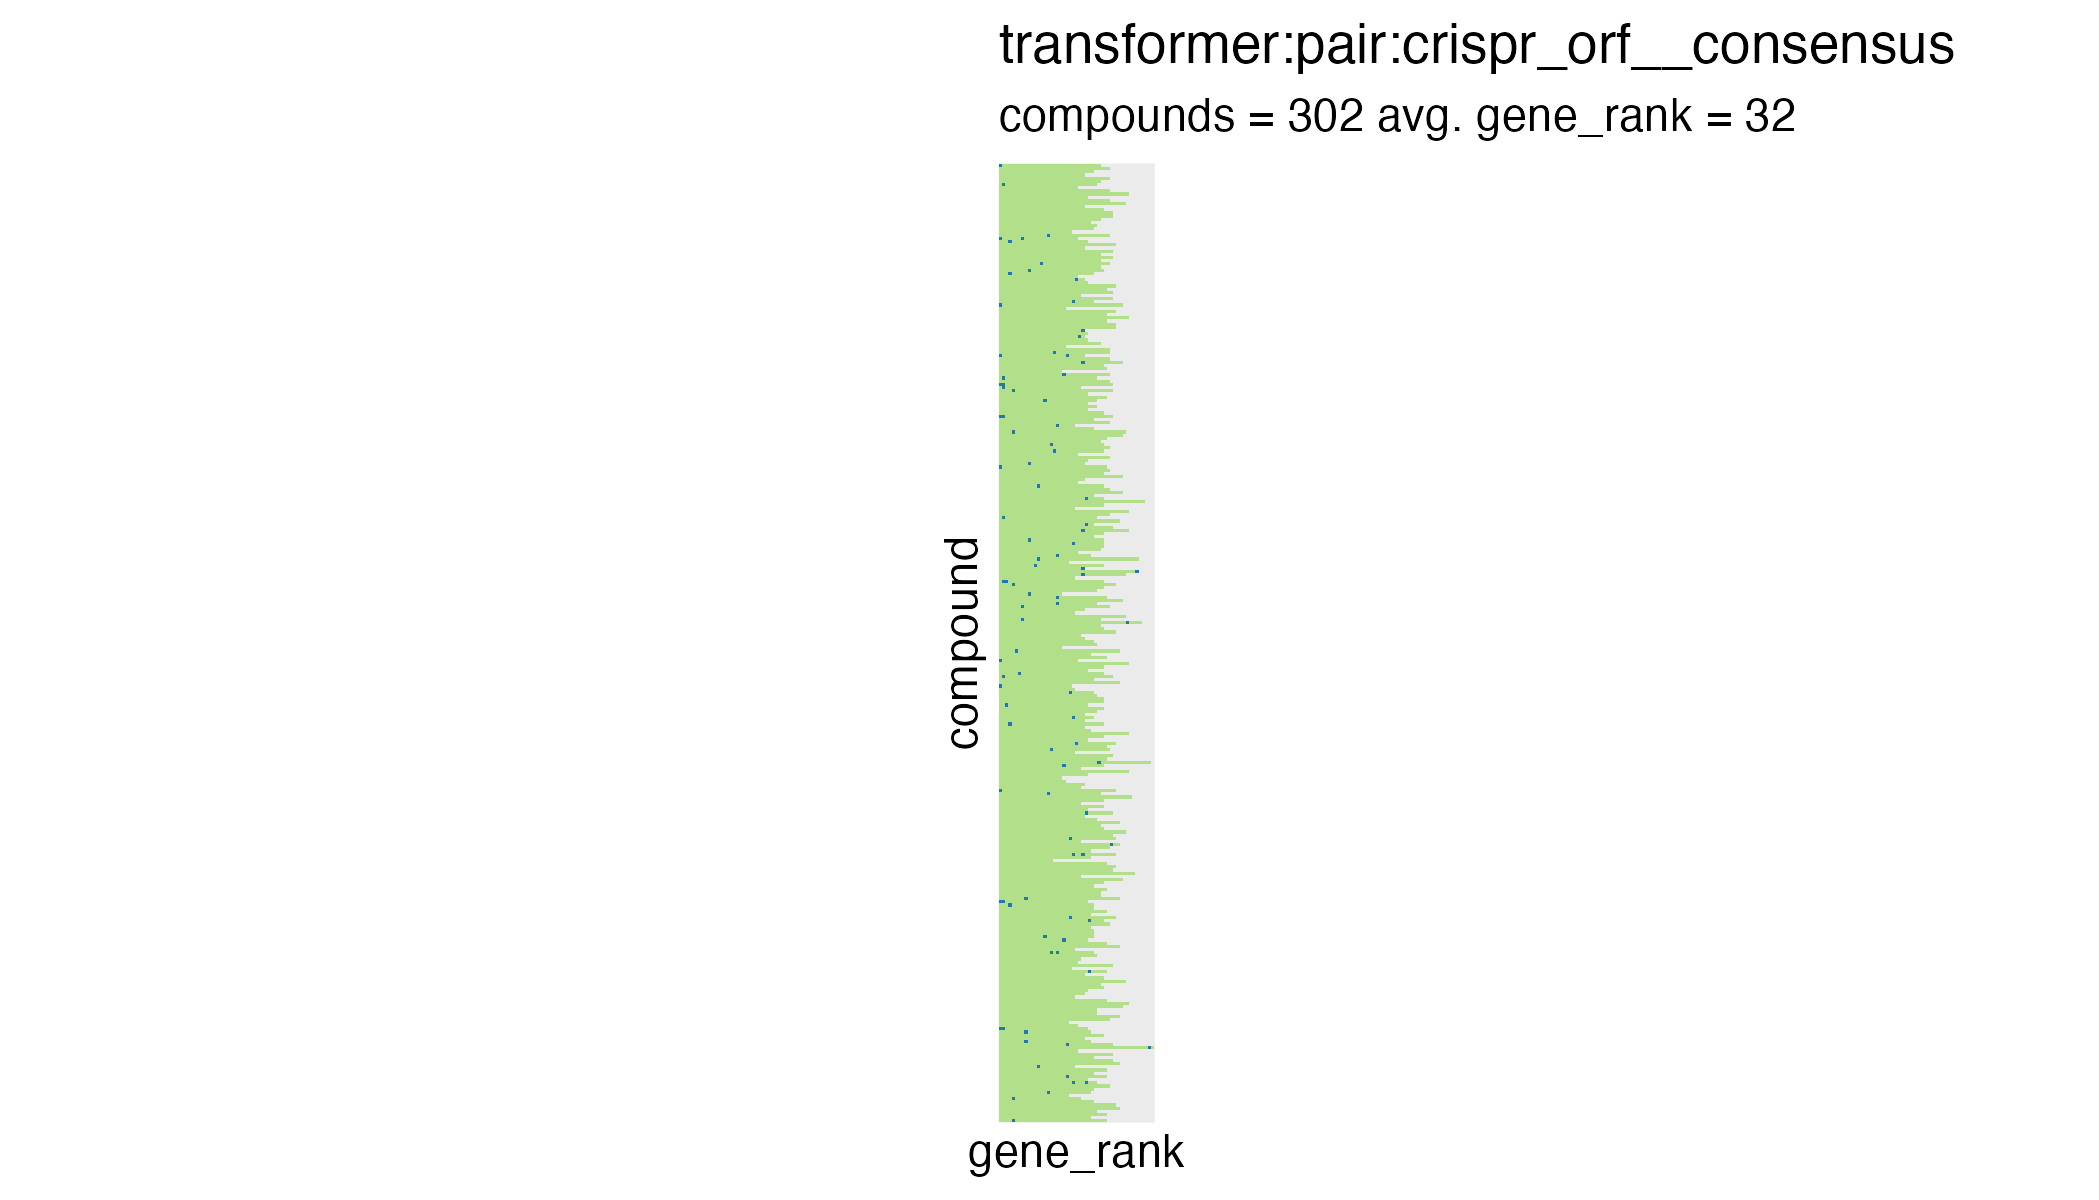 transformer:pair:crispr_orf__consensus
compounds = 302 avg. gene_rank = 32
compound
gene_rank